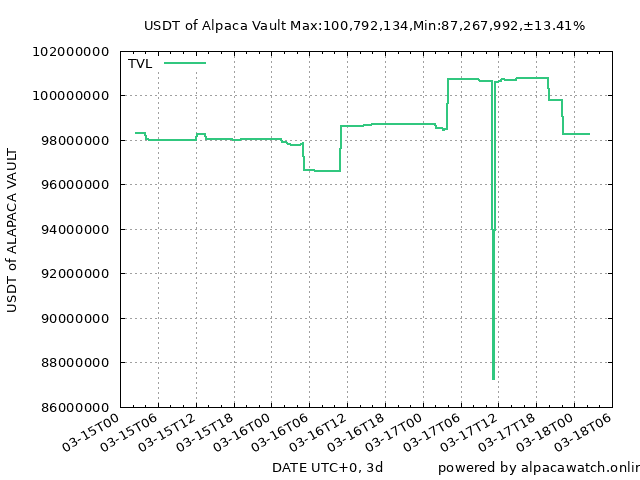 USDT of Alpaca Vault Max:100,792,134,Min:87,267,992,±13.41%
TVL
102000000
100000000
98000000
96000000
94000000
92000000
90000000
88000000
86000000
USDT of ALAPACA VAULT
03-15T00
03-15T06
03-15T12
03-15T18
03-16T00
03-16T06
03-16T12
03-16T18
03-17T00
03-17T06
03-17T12
03-17T18
03-18T00
03-18T06
DATE UTC+0, 3d
powered by alpacawatch.onlin